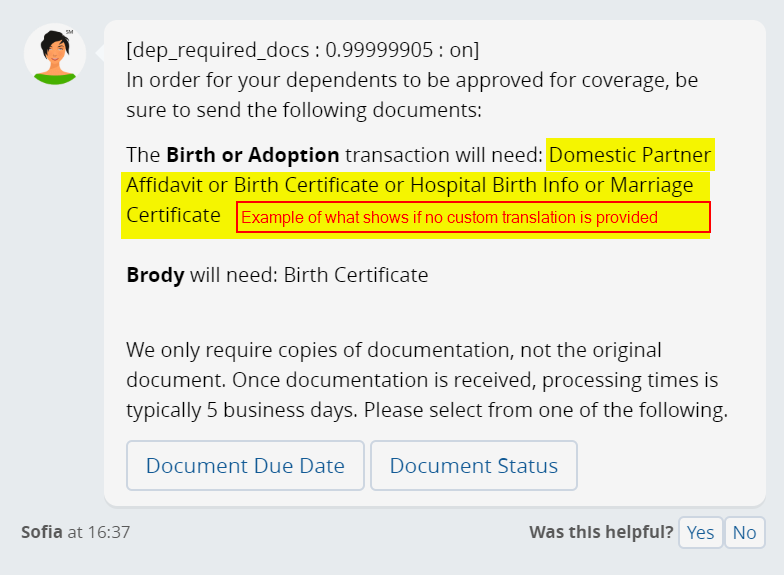 SM
[dep_required_docs : 0.99999905 : on]
In order for your dependents to be approved for coverage, be
sure to send the following documents:
The Birth or Adoption transaction will need: Domestic Partner
Affidavit or Birth Certificate or Hospital Birth Info or Marriage
Certificate Example of what shows if no custom translation is provided
Brody will need: Birth Certificate
We only require copies of documentation, not the original
document. Once documentation is received, processing times is
typically 5 business days. Please select from one of the following.
Document Due Date Document Status
Sofia at 16:37 Was this helpful? Yes No